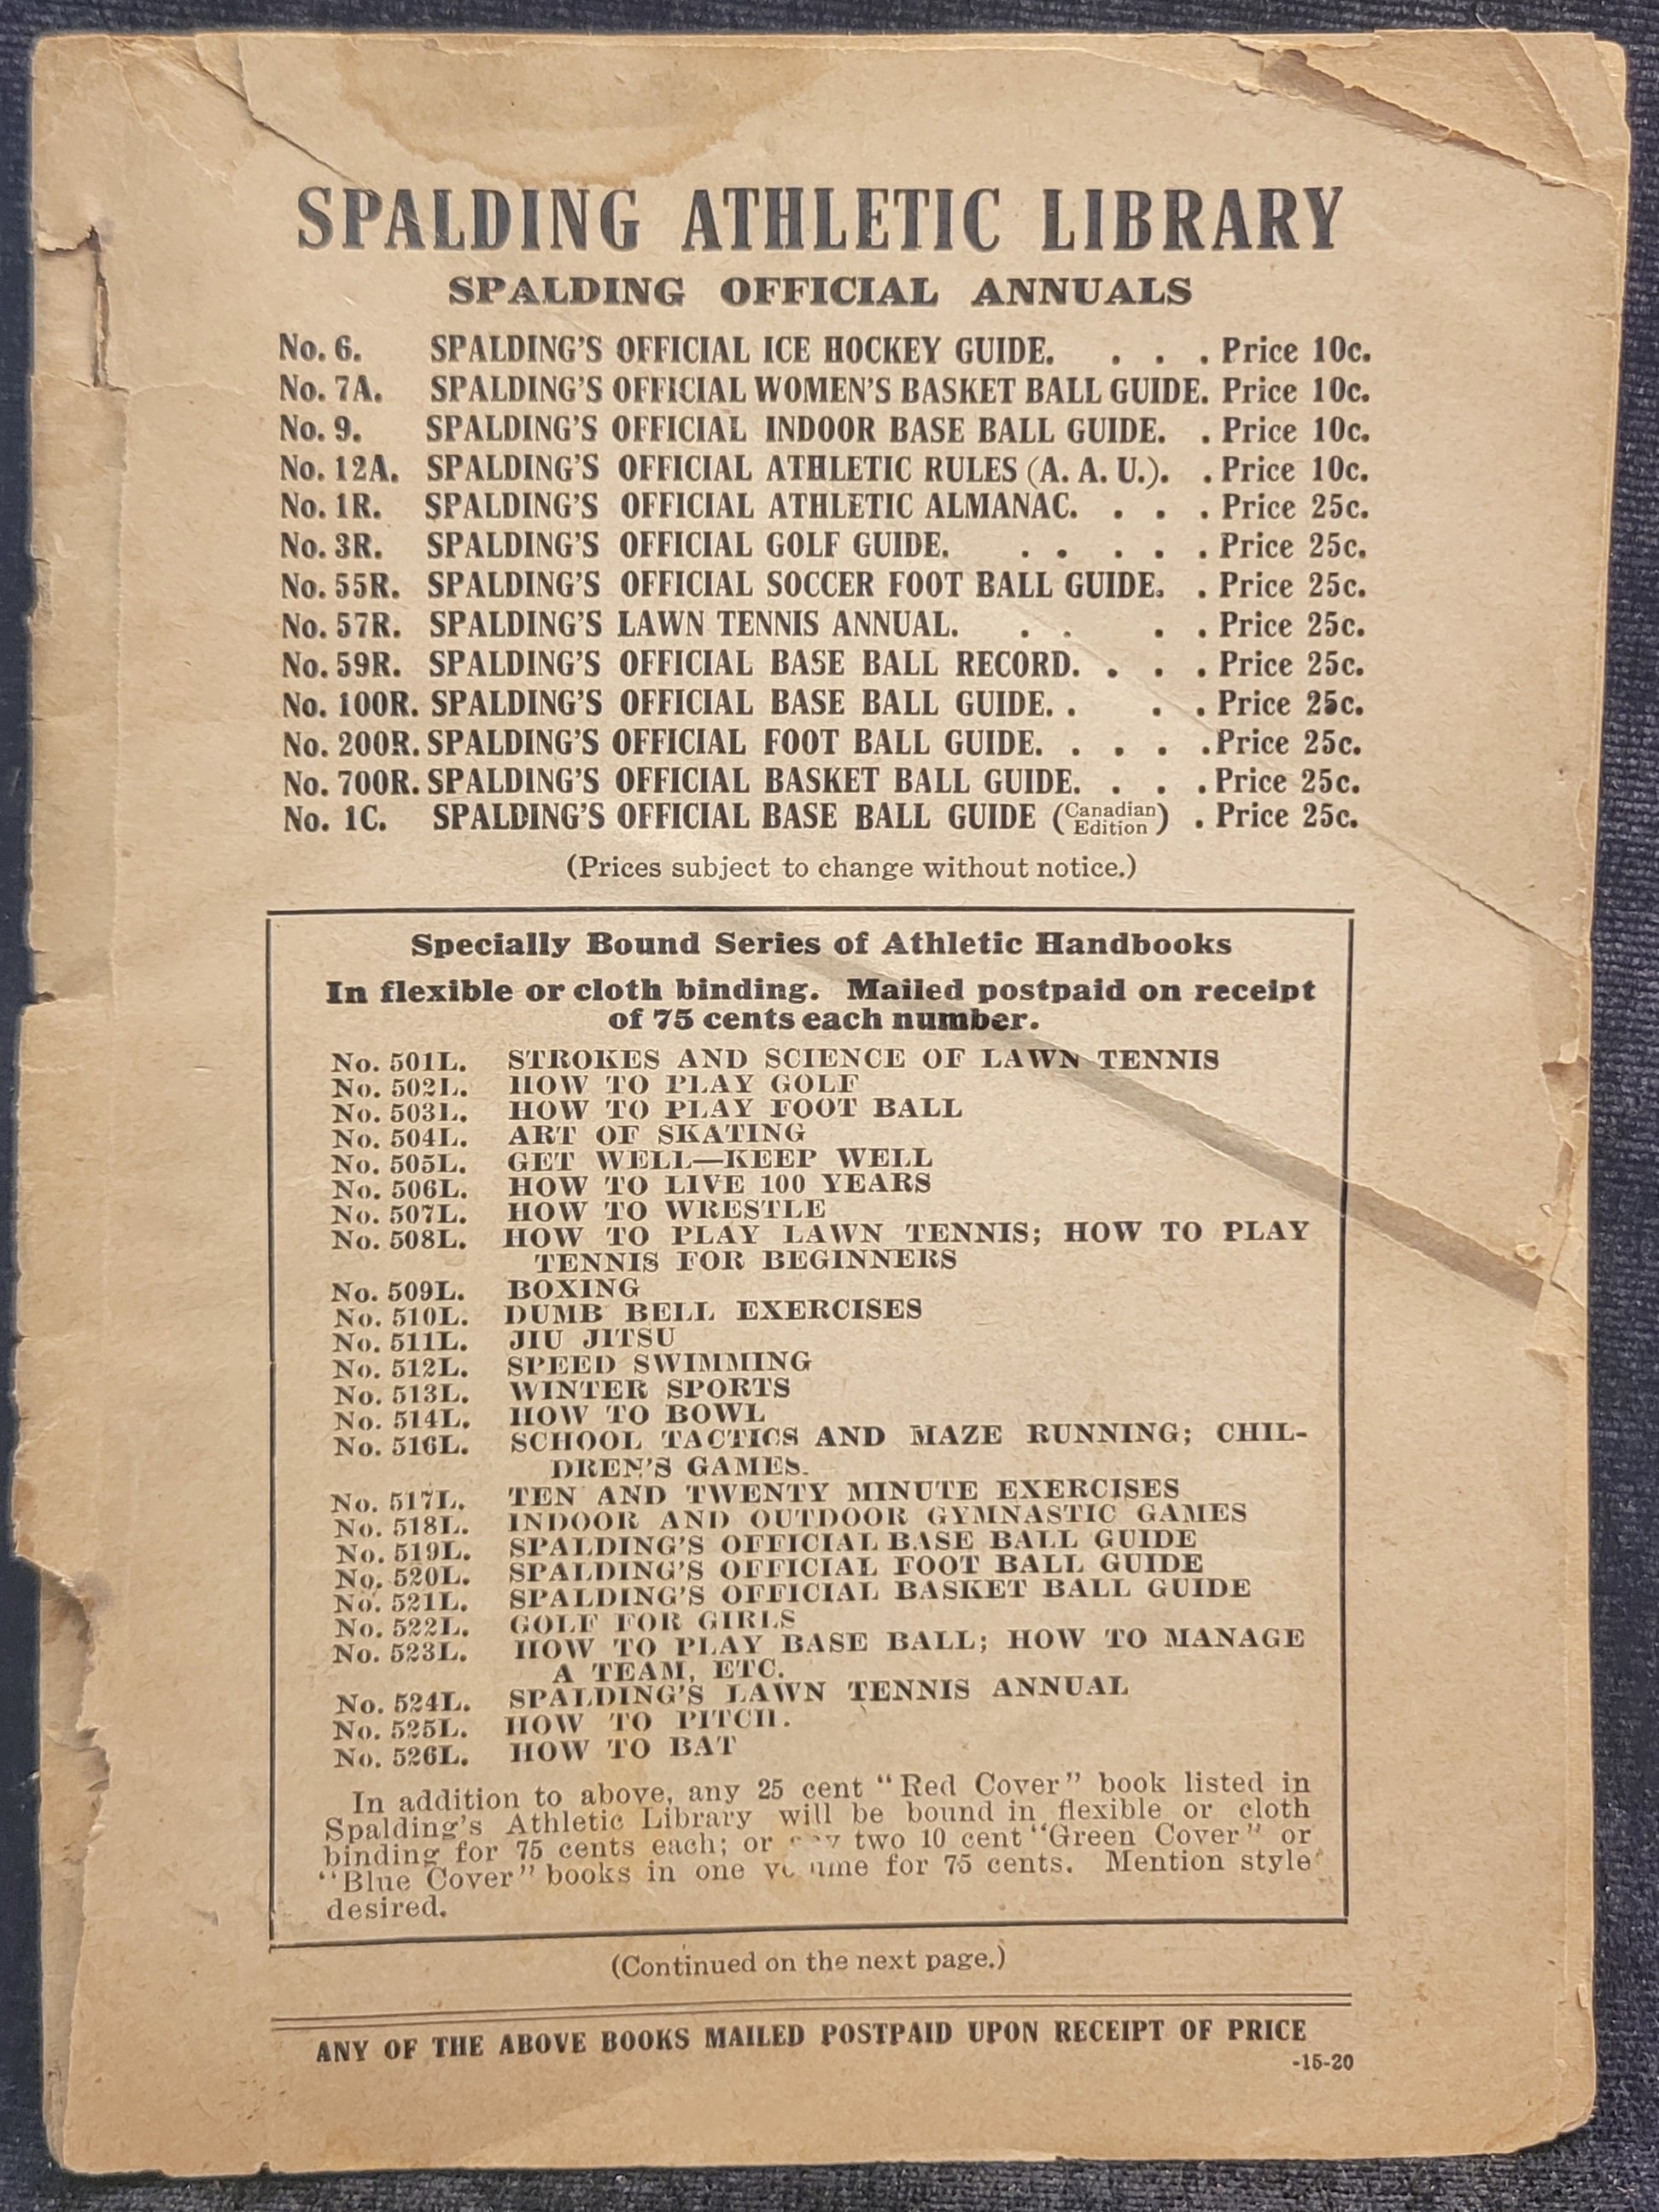 SPALDING ATHLETIC LIBRARY
SPALDING OFFICIAL ANNUALS
No. 6. SPALDING'S OFFICIAL ICE HOCKEY GUIDE. . . . Price 10c.
No. 7A. SPALDING'S OFFICIAL WOMEN'S BASKET BALL GUIDE. Price 10c.
No. 9. SPALDING'S OFFICIAL INDOOR BASE BALL GUIDE. . Price 10c.
No. 12A. SPALDING'S OFFICIAL ATHLETIC RULES (A. A. U.). . Price 10c.
No. 1R. SPALDING'S OFFICIAL ATHLETIC ALMANAC. . . . Price 25c.
No. 3R. SPALDING'S OFFICIAL GOLF GUIDE. . . . . . Price 25c.
No. 55R. SPALDING'S OFFICIAL SOCCER FOOT BALL GUIDE. . Price 25c.
No. 57R. SPALDING'S LAWN TENNIS ANNUAL. . . . . Price 25c.
No. 59R. SPALDING'S OFFICIAL BASE BALL RECORD. . . . Price 25c.
No. 100R. SPALDING'S OFFICIAL BASE BALL GUIDE. . . . Price 25c.
No. 200R. SPALDING'S OFFICIAL FOOT BALL GUIDE. . . . . Price 25c.
No. 700R. SPALDING'S OFFICIAL BASKET BALL GUIDE. . . . Price 25c.
No. 1C. SPALDING'S OFFICIAL BASE BALL GUIDE (Canadian Edition) . Price 25c.
(Prices subject to change without notice.)
Specially Bound Series of Athletic Handbooks
In flexible or cloth binding. Mailed postpaid on receipt
of 75 cents each number.
No. 501L. STROKES AND SCIENCE OF LAWN TENNIS
No. 502L. HOW TO PLAY GOLF
No. 503L. HOW TO PLAY FOOT BALL
No. 504L. ART OF SKATING
No. 505L. GET WELL—KEEP WELL
No. 506L. HOW TO LIVE 100 YEARS
No. 507L. HOW TO WRESTLE
No. 508L. HOW TO PLAY LAWN TENNIS; HOW TO PLAY
TENNIS FOR BEGINNERS
No. 509L. BOXING
No. 510L. DUMB BELL EXERCISES
No. 511L. JIU JITSU
No. 512L. SPEED SWIMMING
No. 513L. WINTER SPORTS
No. 514L. HOW TO BOWL
No. 516L. SCHOOL TACTICS AND MAZE RUNNING; CHIL-
DREN'S GAMES.
No. 517L. TEN AND TWENTY MINUTE EXERCISES
No. 518L. INDOOR AND OUTDOOR GYMNASTIC GAMES
No. 519L. SPALDING'S OFFICIAL BASE BALL GUIDE
No. 520L. SPALDING'S OFFICIAL FOOT BALL GUIDE
No. 521L. SPALDING'S OFFICIAL BASKET BALL GUIDE
No. 522L. GOLF FOR GIRLS
No. 523L. HOW TO PLAY BASE BALL; HOW TO MANAGE
A TEAM, ETC.
No. 524L. SPALDING'S LAWN TENNIS ANNUAL
No. 525L. HOW TO PITCH.
No. 526L. HOW TO BAT
In addition to above, any 25 cent "Red Cover" book listed in
Spalding's Athletic Library will be bound in flexible or cloth
binding for 75 cents each; or two 10 cent "Green Cover" or
"Blue Cover" books in one for 75 cents. Mention style
desired.
(Continued on the next page.)
ANY OF THE ABOVE BOOKS MAILED POSTPAID UPON RECEIPT OF PRICE
-15-20